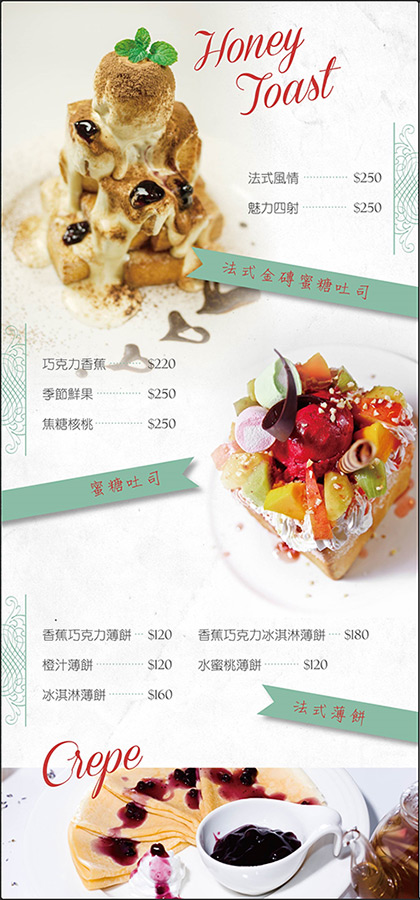 Honey
Toast
法式風情 ············ $250
魅力四射 ············ $250
法式金磚蜜糖吐司
巧克力香蕉 ········ $220
季節鮮果 ············ $250
焦糖核桃 ············ $250
蜜糖吐司
香蕉巧克力薄餅 ···· $120
香蕉巧克力冰淇淋薄餅 ···· $180
橙汁薄餅 ············ $120
水蜜桃薄餅 ········ $120
冰淇淋薄餅 ········ $160
法式薄餅
Crepe